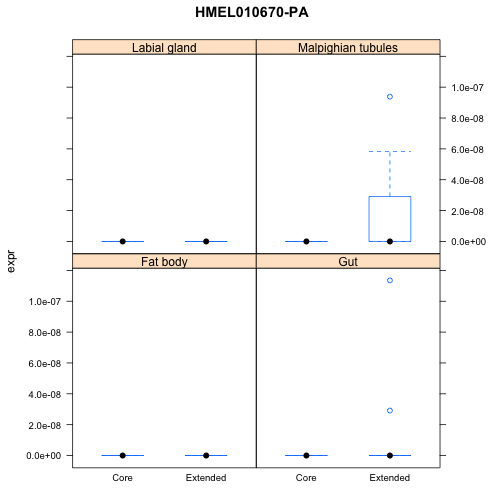 HMEL010670-PA
Labial gland
Malpighian tubules
1.0e-07
8.0e-08
6.0e-08
4.0e-08
2.0e-08
0.0e+00
expr
Fat body
Gut
1.0e-07
8.0e-08
6.0e-08
4.0e-08
2.0e-08
0.0e+00
Core
Extended
Core
Extended